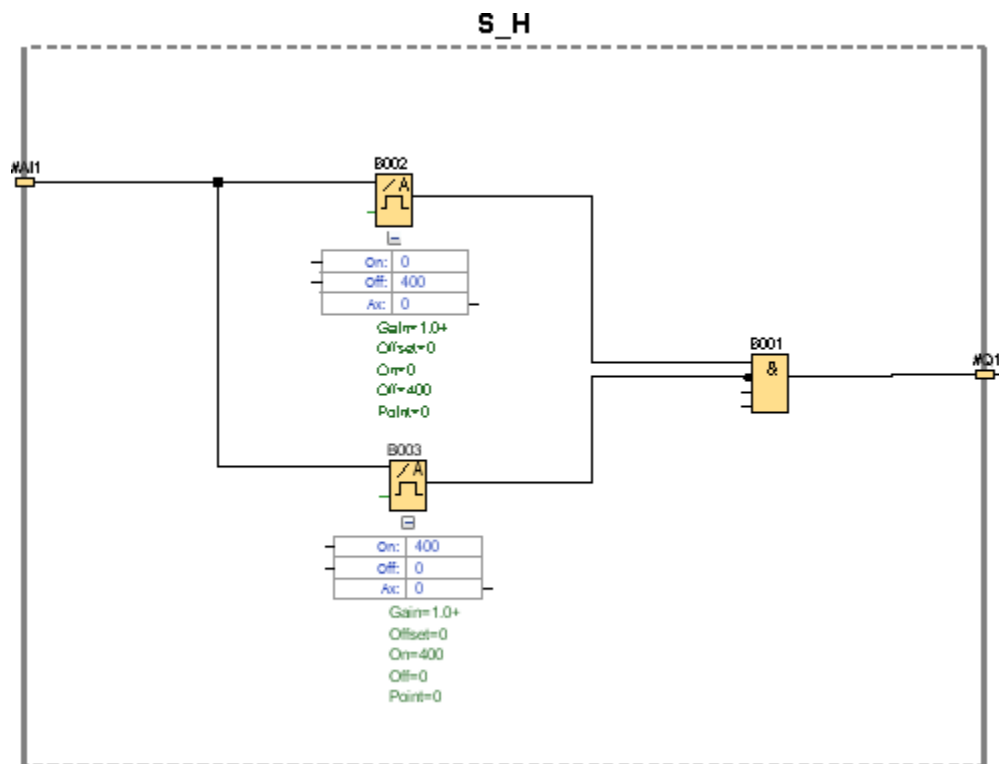 S_H
#AI1
B002
/A
On: 0
Off: 400
Ax: 0
Gain=1.0+
Offset=0
On=0
Off=400
Point=0
B001
&
#Q1
B003
/A
On: 400
Off: 0
Ax: 0
Gain=1.0+
Offset=0
On=400
Off=0
Point=0